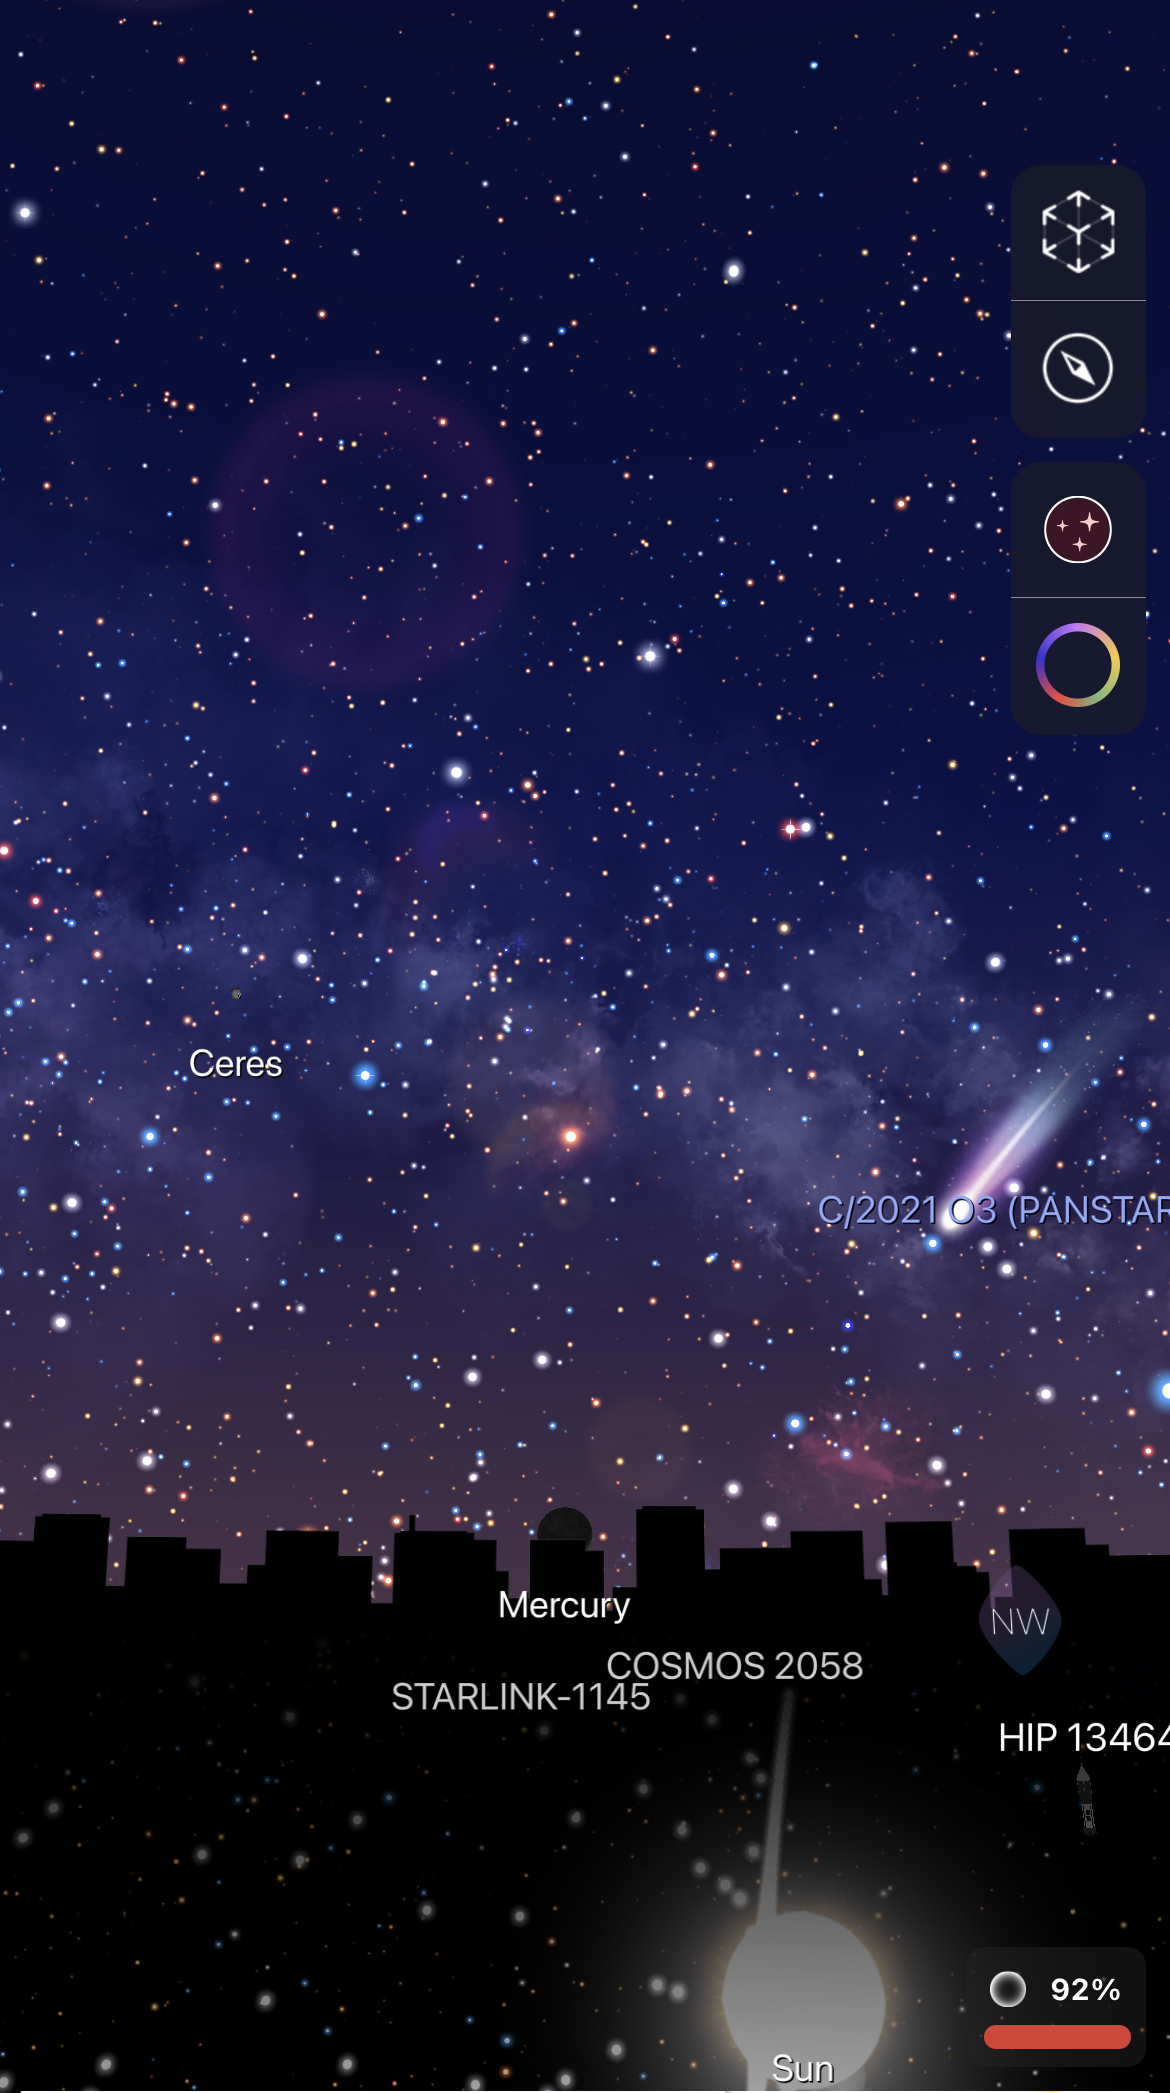 Ceres
C/2021 O3 (PANSTAR
Mercury
NW
COSMOS 2058
STARLINK-1145
HIP 13464
92%
Sun